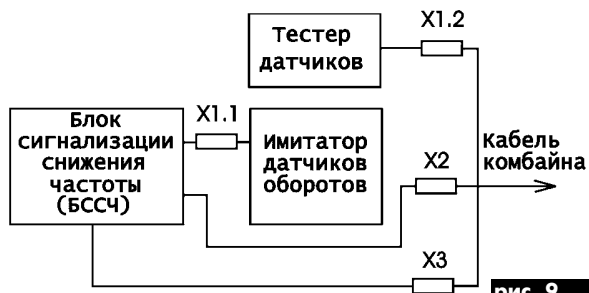 Тестер
датчиков
X1.2
Блок
сигнализации
снижения
частоты
(БССЧ)
X1.1
Имитатор
датчиков
оборотов
X2
Кабель
комбайна
X3
рис. 9